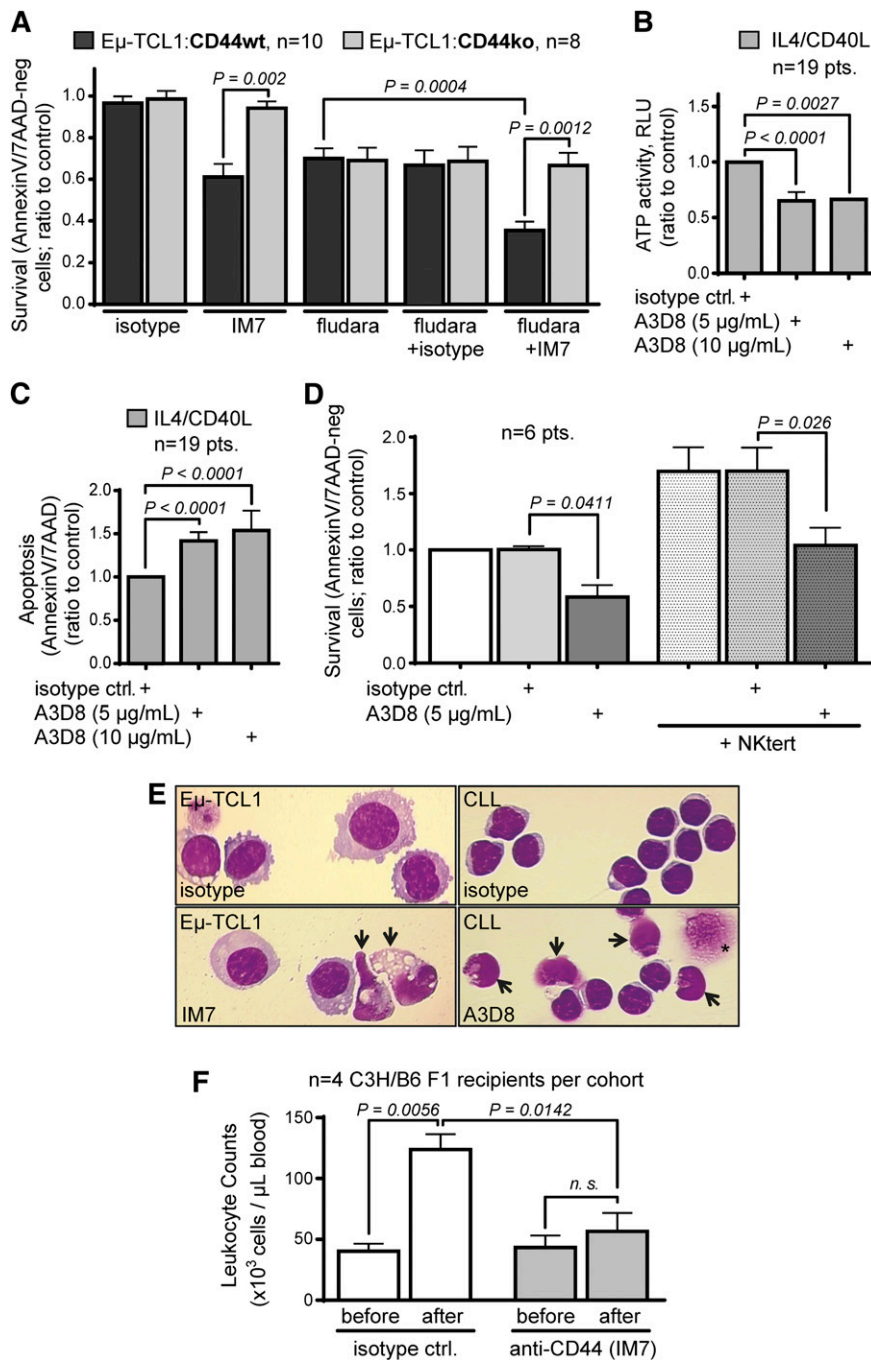 A
Eμ-TCL1:CD44wt, n=10 Eμ-TCL1:CD44ko, n=8
Survival (AnnexinV/7AAD-neg
cells; ratio to control)
1.0
0.8
0.6
0.4
0.2
0.0
P = 0.002
P = 0.0004
P = 0.0012
isotype IM7 fludara fludara fludara
+isotype +IM7
B
IL4/CD40L
n=19 pts.
ATP activity, RLU
(ratio to control)
1.5
1.0
0.5
0.0
P = 0.0027
P < 0.0001
isotype ctrl. +
A3D8 (5 μg/mL) +
A3D8 (10 μg/mL) +
C
IL4/CD40L
n=19 pts.
Apoptosis
(AnnexinV/7AAD)
(ratio to control)
2.0
1.5
1.0
0.5
0.0
P < 0.0001
P < 0.0001
isotype ctrl. +
A3D8 (5 μg/mL) +
A3D8 (10 μg/mL) +
D
n=6 pts.
Survival (AnnexinV/7AAD-neg
cells; ratio to control)
2.0
1.5
1.0
0.5
0.0
P = 0.0411
P = 0.026
isotype ctrl. + +
A3D8 (5 μg/mL) + +
+ NKtert
E
Eμ-TCL1
isotype
CLL
isotype
Eμ-TCL1
IM7
CLL
*
A3D8
F
n=4 C3H/B6 F1 recipients per cohort
Leukocyte Counts
(x10³ cells / μL blood)
150
100
50
0
P = 0.0056 P = 0.0142
n. s.
before after before after
isotype ctrl. anti-CD44 (IM7)